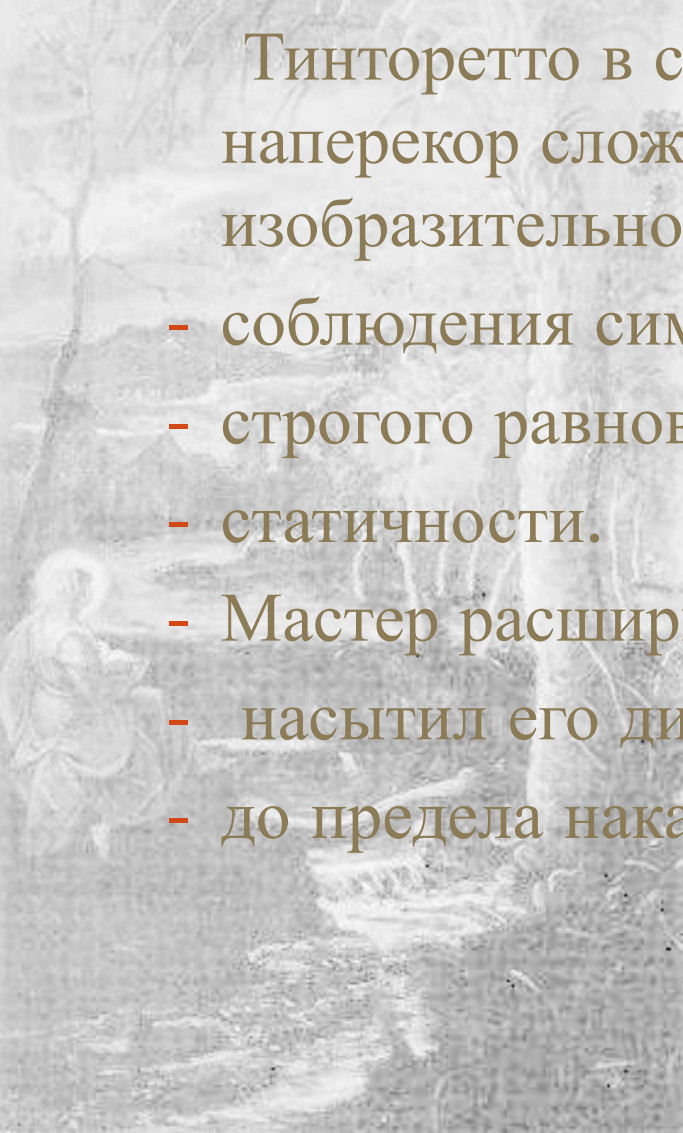 Тинторетто в с
наперекор слож
изобразительно
- соблюдения сим
- строгого равнов
- статичности.
- Мастер расшир
- насытил его ди
- до предела нака